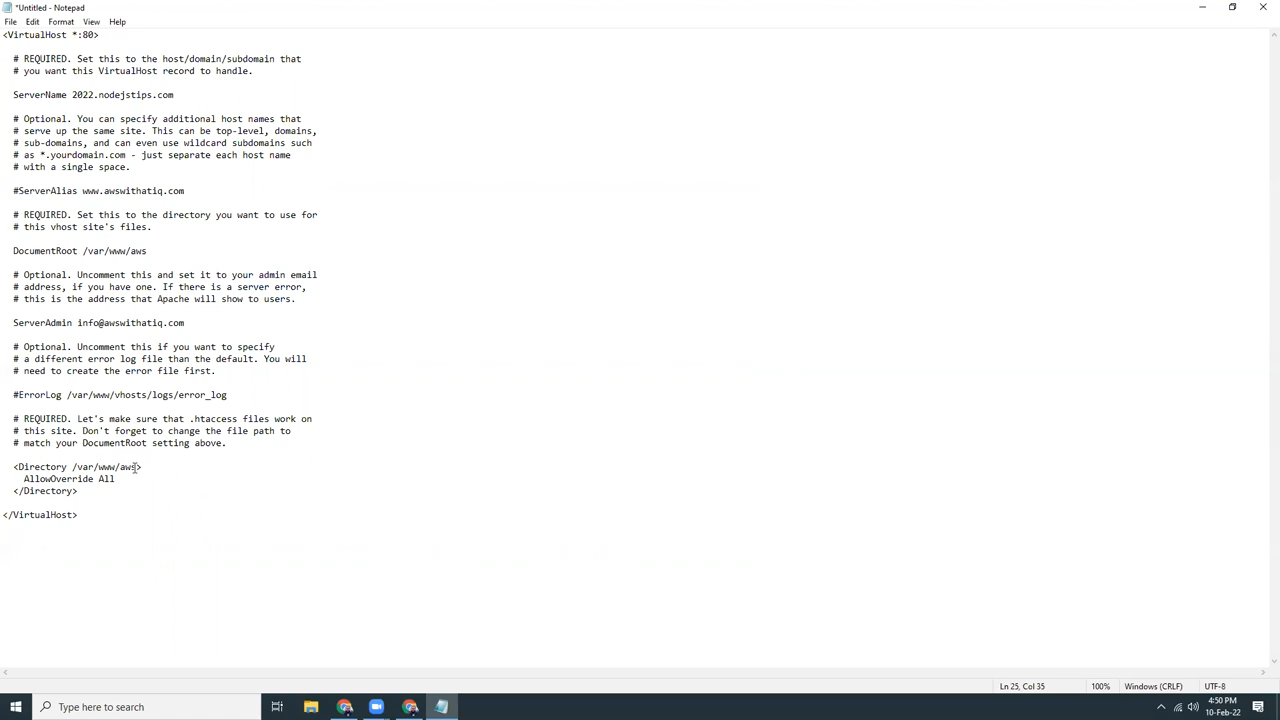 *Untitled - Notepad
File Edit Format View Help
<VirtualHost *:80>
# REQUIRED. Set this to the host/domain/subdomain that
# you want this VirtualHost record to handle.
ServerName 2022.nodejstips.com
# Optional. You can specify additional host names that
# serve up the same site. This can be top-level, domains,
# sub-domains, and can even use wildcard subdomains such
# as *.yourdomain.com - just separate each host name
# with a single space.
#ServerAlias www.awswithatiq.com
# REQUIRED. Set this to the directory you want to use for
# this vhost site's files.
DocumentRoot /var/www/aws
# Optional. Uncomment this and set it to your admin email
# address, if you have one. If there is a server error,
# this is the address that Apache will show to users.
ServerAdmin info@awswithatiq.com
# Optional. Uncomment this if you want to specify
# a different error log file than the default. You will
# need to create the error file first.
#ErrorLog /var/www/vhosts/logs/error_log
# REQUIRED. Let's make sure that .htaccess files work on
# this site. Don't forget to change the file path to
# match your DocumentRoot setting above.
<Directory /var/www/aws>
AllowOverride All
</Directory>
</VirtualHost>
Ln 25, Col 35 100% Windows (CRLF) UTF-8
Type here to search
4:50 PM
10-Feb-22